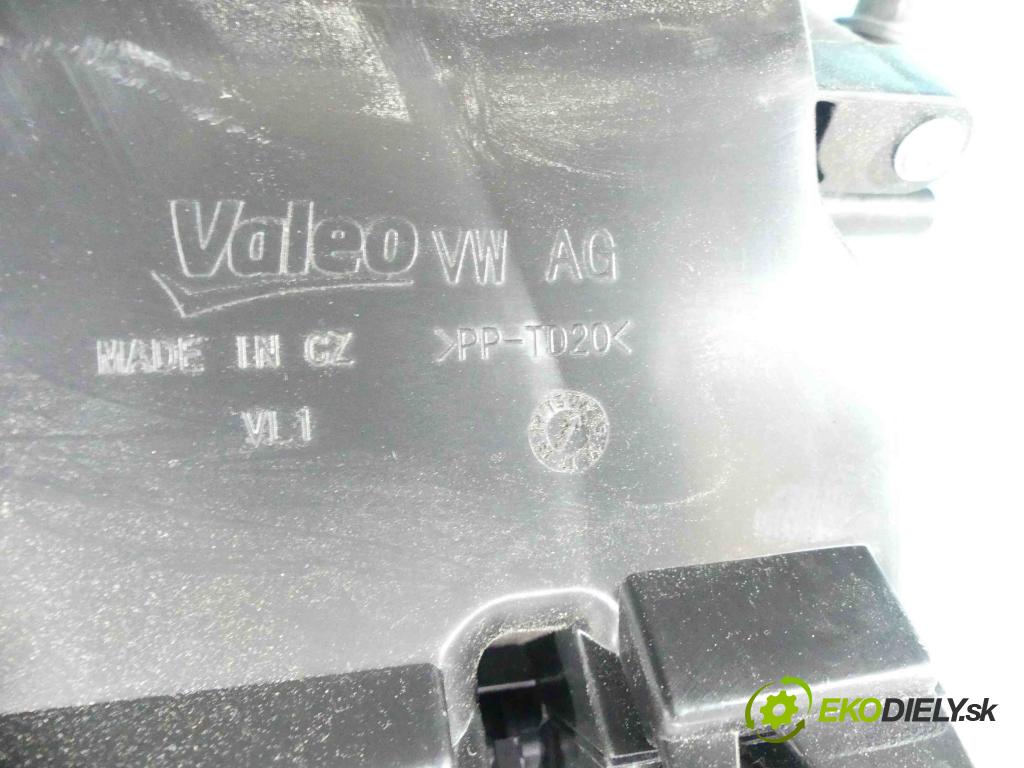 Valeo VW AG
MADE IN CZ >PP-TD20<
VL1
EKODIELY.sk